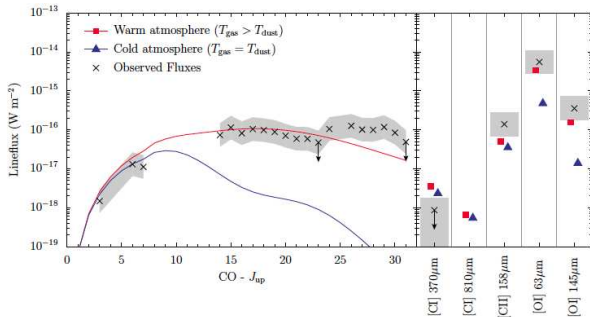 10⁻¹³
10⁻¹⁴
10⁻¹⁵
10⁻¹⁶
10⁻¹⁷
10⁻¹⁸
10⁻¹⁹
Lineflux (W m⁻²)
Warm atmosphere (T_gas > T_dust)
Cold atmosphere (T_gas = T_dust)
Observed Fluxes
0 5 10 15 20 25 30
CO - J_up
[CI] 370μm
[CI] 810μm
[CII] 158μm
[OI] 63μm
[OI] 145μm